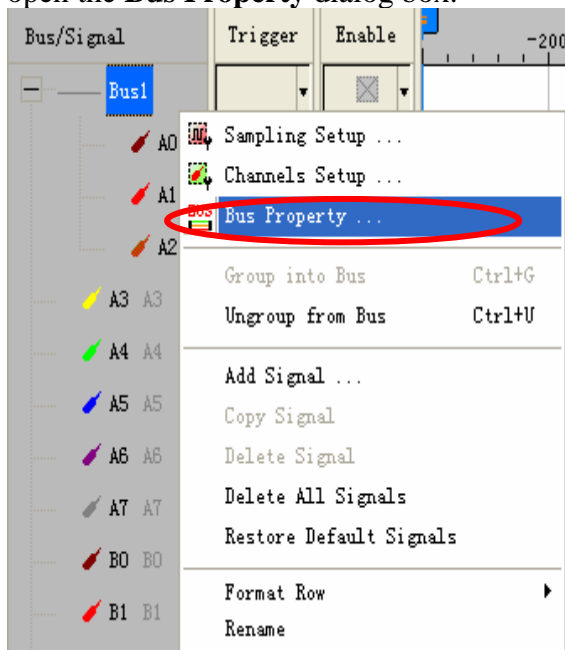 open the Bus Property dialog box.
Bus/Signal Trigger Enable -200
Bus1
A0 Sampling Setup ...
Channels Setup ...
A1
BUS Bus Property ...
A2
Group into Bus Ctrl+G
A3 A3
Ungroup from Bus Ctrl+U
A4 A4
Add Signal ...
A5 A5
Copy Signal
A6 A6 Delete Signal
A7 A7 Delete All Signals
Restore Default Signals
B0 B0
Format Row
B1 B1
Rename